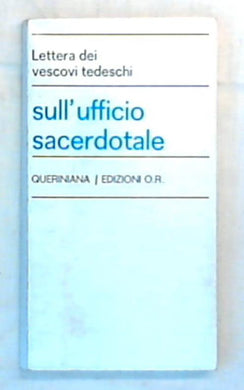 Lettera dei
vescovi tedeschi
sull'ufficio
sacerdotale
QUERINIANA / EDIZIONI O.R.